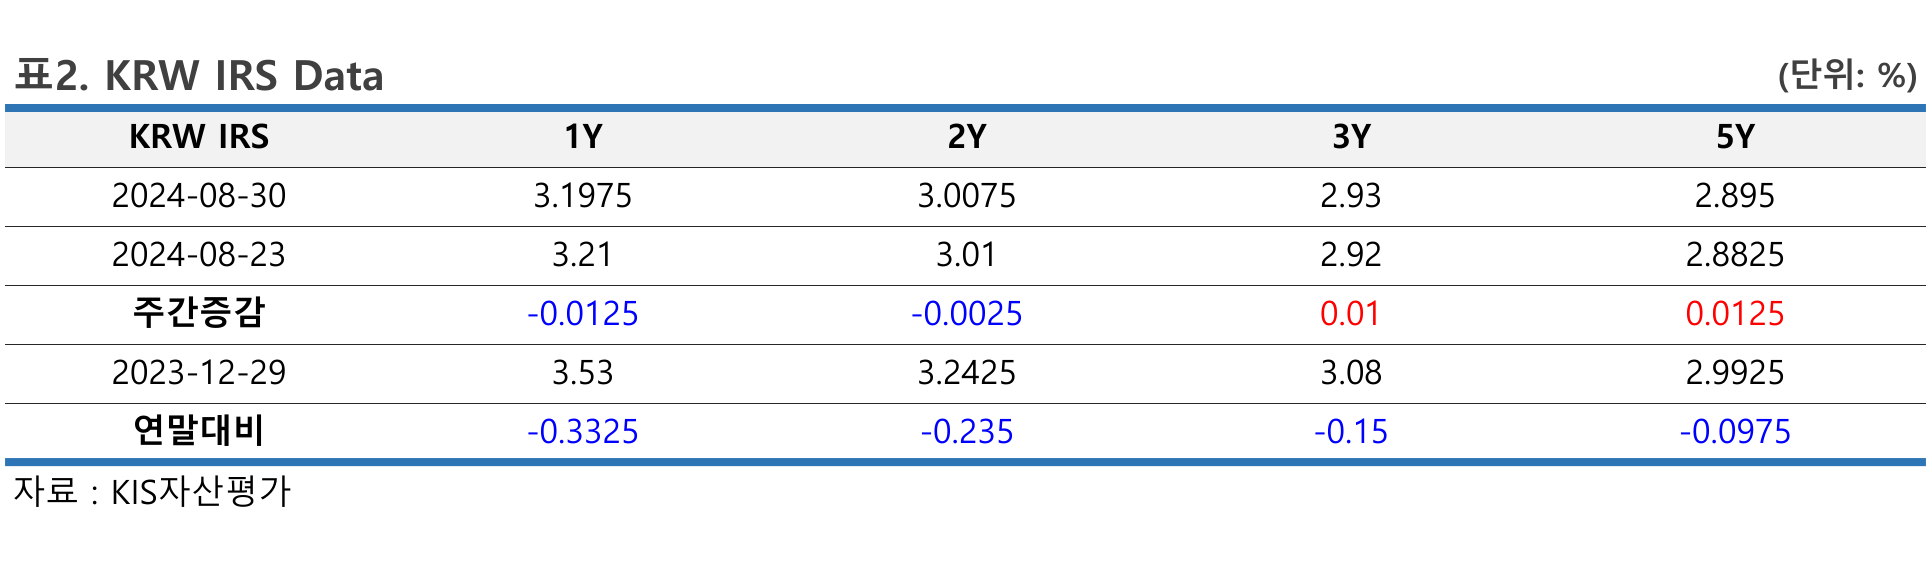 표2. KRW IRS Data (단위: %)
KRW IRS 1Y 2Y 3Y 5Y
2024-08-30 3.1975 3.0075 2.93 2.895
2024-08-23 3.21 3.01 2.92 2.8825
주간증감 -0.0125 -0.0025 0.01 0.0125
2023-12-29 3.53 3.2425 3.08 2.9925
연말대비 -0.3325 -0.235 -0.15 -0.0975
자료 : KIS자산평가